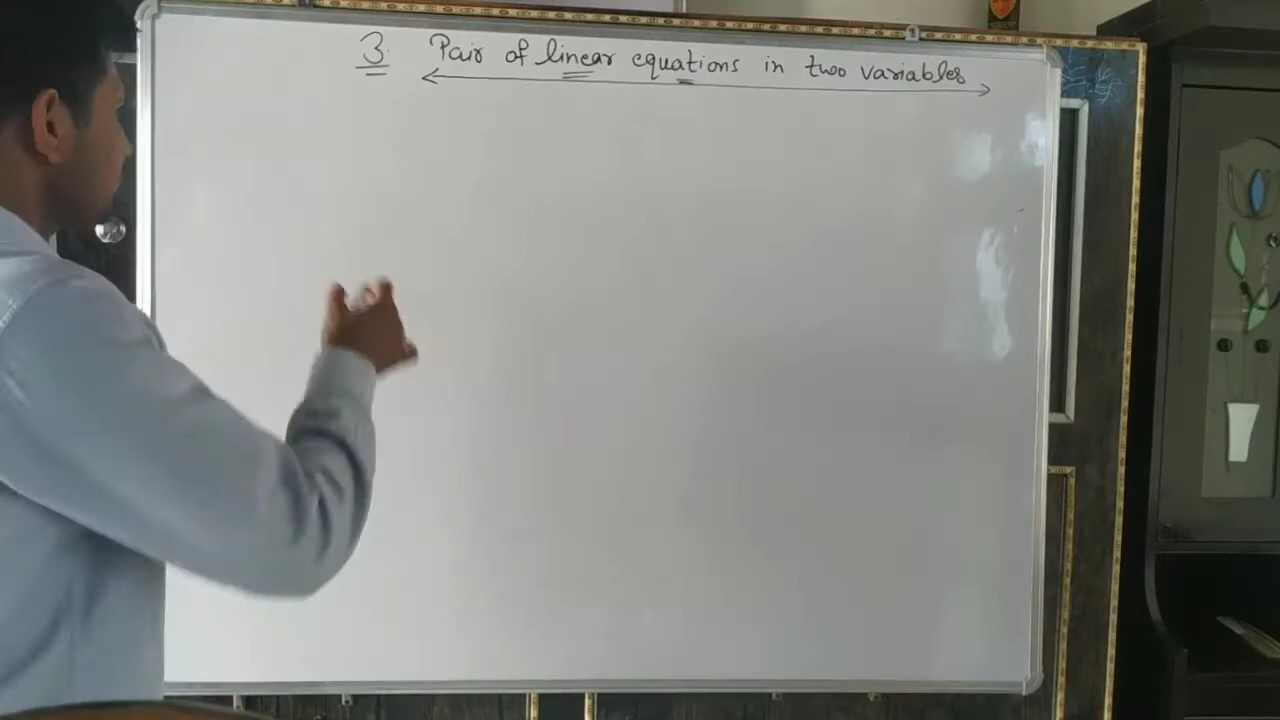 3. Pair of linear equations in two variables